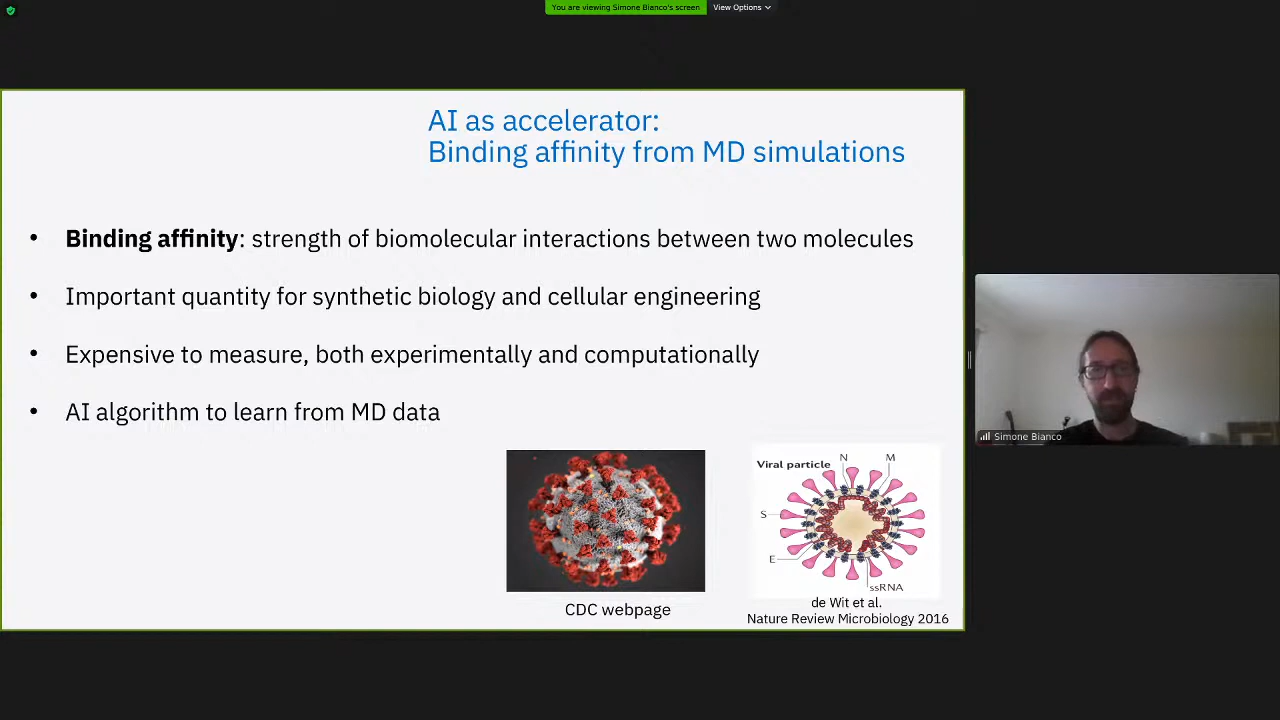 You are viewing Simone Bianco's screen View Options
AI as accelerator:
Binding affinity from MD simulations
• Binding affinity: strength of biomolecular interactions between two molecules
• Important quantity for synthetic biology and cellular engineering
• Expensive to measure, both experimentally and computationally
• AI algorithm to learn from MD data
Viral particle
N
M
S
E
ssRNA
CDC webpage
de Wit et al.
Nature Review Microbiology 2016
Simone Bianco